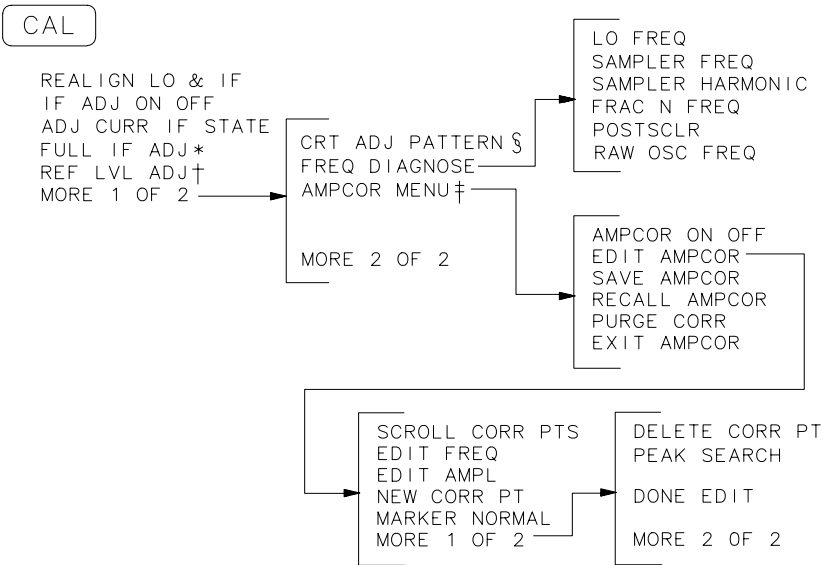 CAL
REALIGN LO & IF
IF ADJ ON OFF
ADJ CURR IF STATE
FULL IF ADJ*
REF LVL ADJ†
MORE 1 OF 2
CRT ADJ PATTERN §
FREQ DIAGNOSE
AMPCOR MENU‡
MORE 2 OF 2
LO FREQ
SAMPLER FREQ
SAMPLER HARMONIC
FRAC N FREQ
POSTSCLR
RAW OSC FREQ
AMPCOR ON OFF
EDIT AMPCOR
SAVE AMPCOR
RECALL AMPCOR
PURGE CORR
EXIT AMPCOR
SCROLL CORR PTS
EDIT FREQ
EDIT AMPL
NEW CORR PT
MARKER NORMAL
MORE 1 OF 2
DELETE CORR PT
PEAK SEARCH
DONE EDIT
MORE 2 OF 2